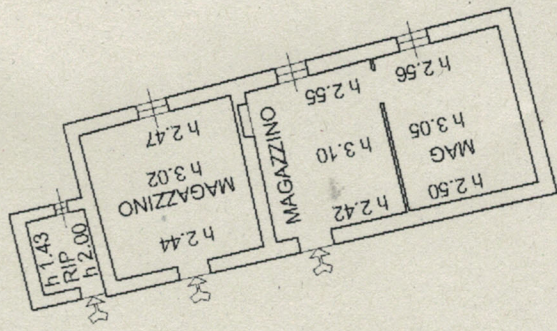 h 1.43
RIP
h 2.00
h 2.47
h 3.02
MAGAZZINO
h 2.44
MAGAZZINO
h 2.55
h 3.10
h 2.42
h 2.56
h 3.05
MAG
h 2.50